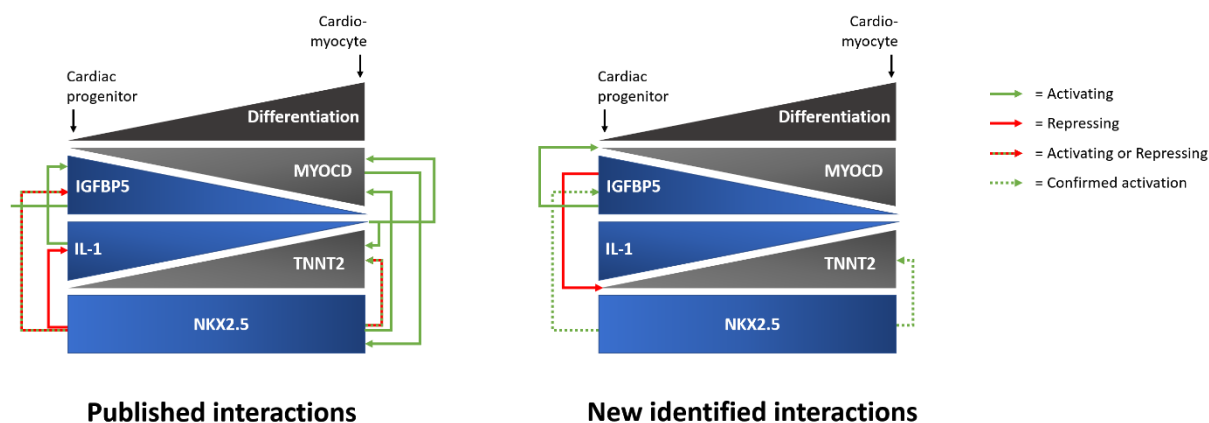 Cardio-
myocyte
Cardiac
progenitor
Differentiation
MYOCD
IGFBP5
IL-1
TNNT2
NKX2.5
Published interactions
Cardio-
myocyte
Cardiac
progenitor
Differentiation
MYOCD
IGFBP5
IL-1
TNNT2
NKX2.5
New identified interactions
= Activating
= Repressing
= Activating or Repressing
= Confirmed activation